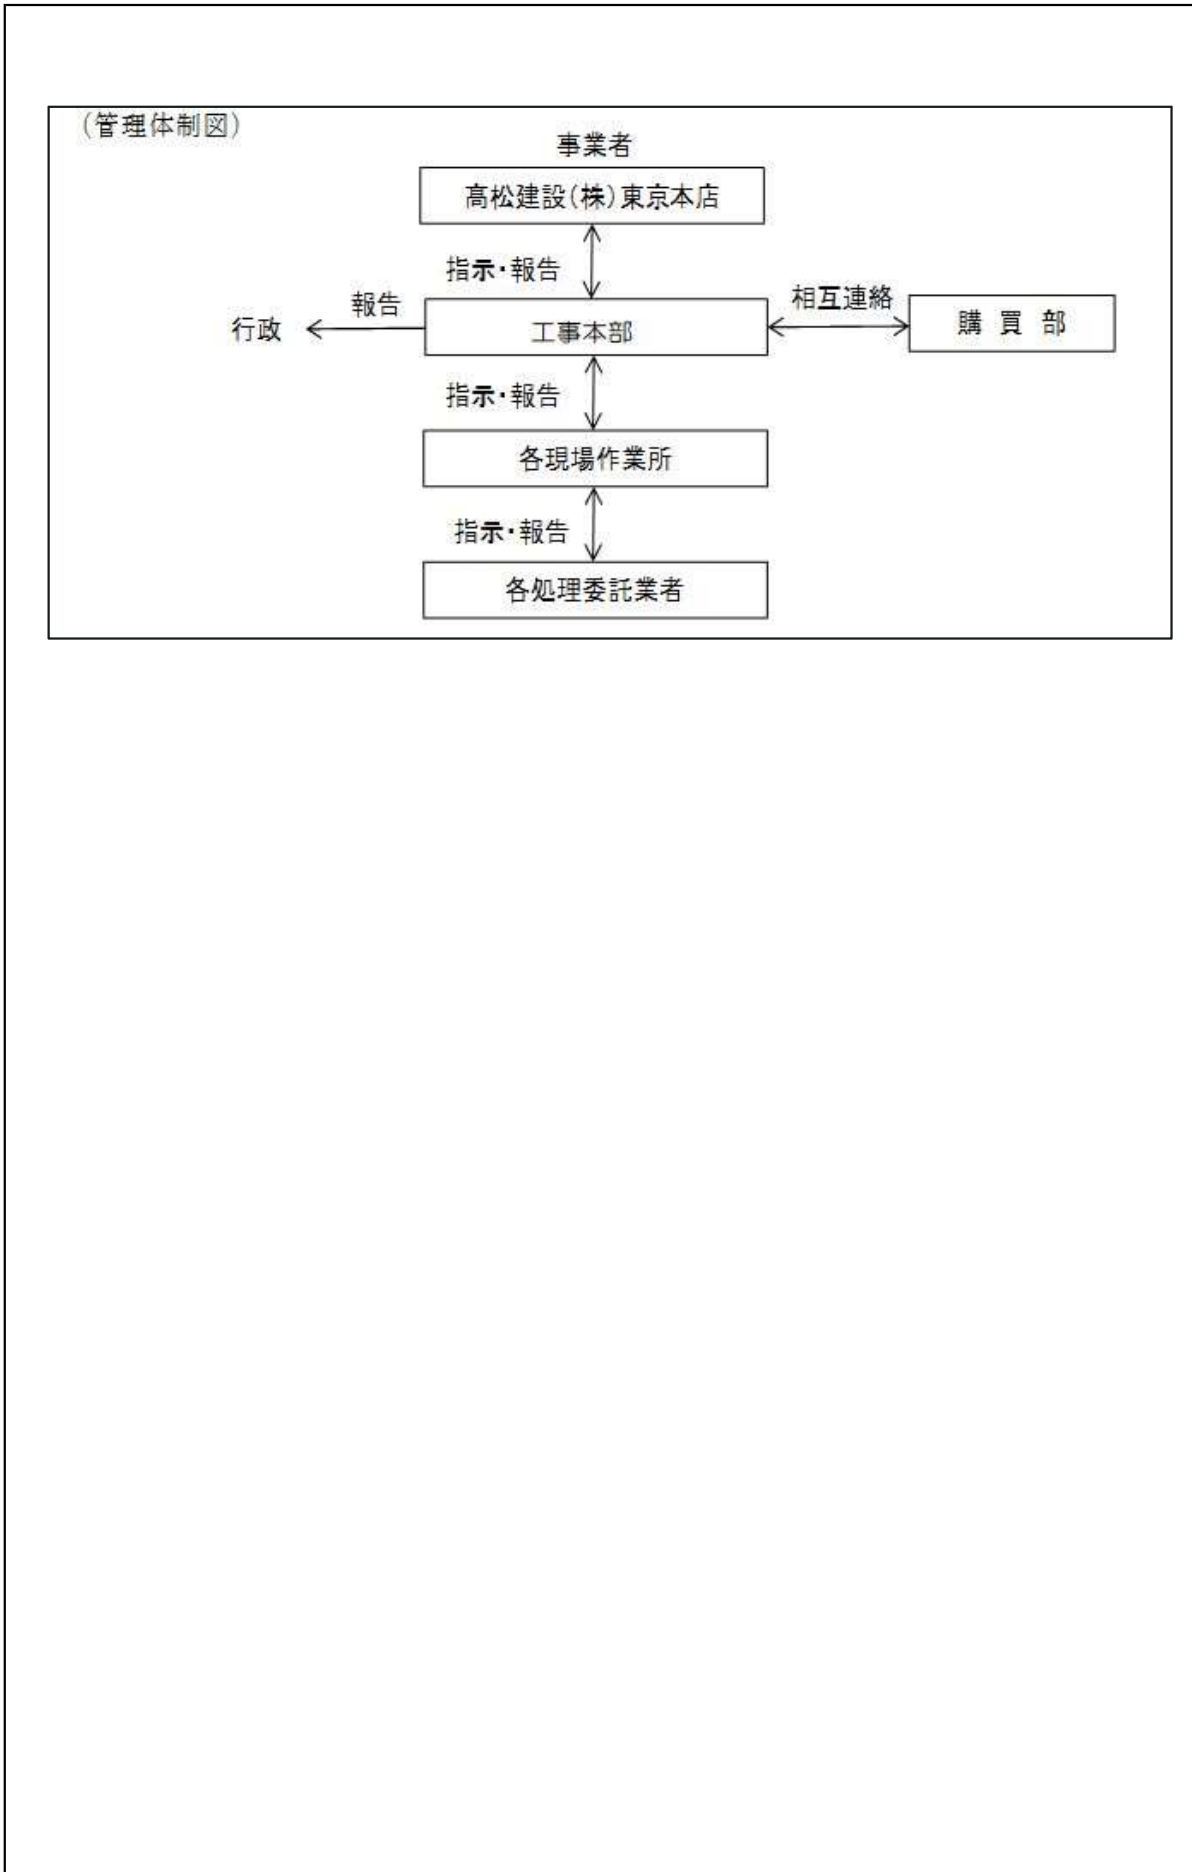 (管理体制図)
事業者
髙松建設(株)東京本店
指示・報告
報告
相互連絡
行政
工事本部
購 買 部
指示・報告
各現場作業所
指示・報告
各処理委託業者